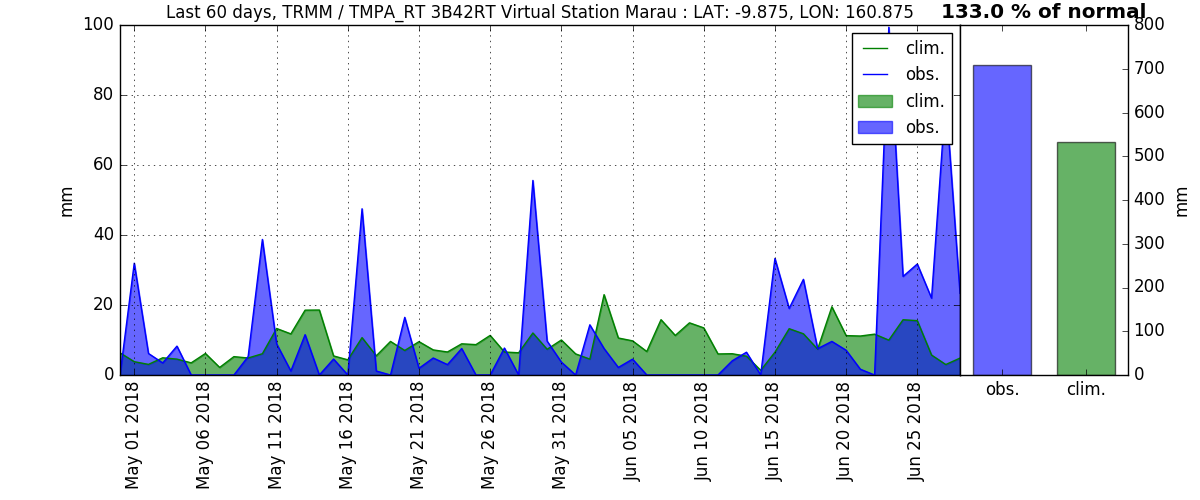 Last 60 days, TRMM / TMPA_RT 3B42RT Virtual Station Marau : LAT: -9.875, LON: 160.875
133.0 % of normal
100
80
60
40
20
0
mm
clim.
obs.
clim.
obs.
800
700
600
500
400
300
200
100
0
mm
May 01 2018
May 06 2018
May 11 2018
May 16 2018
May 21 2018
May 26 2018
May 31 2018
Jun 05 2018
Jun 10 2018
Jun 15 2018
Jun 20 2018
Jun 25 2018
obs.
clim.